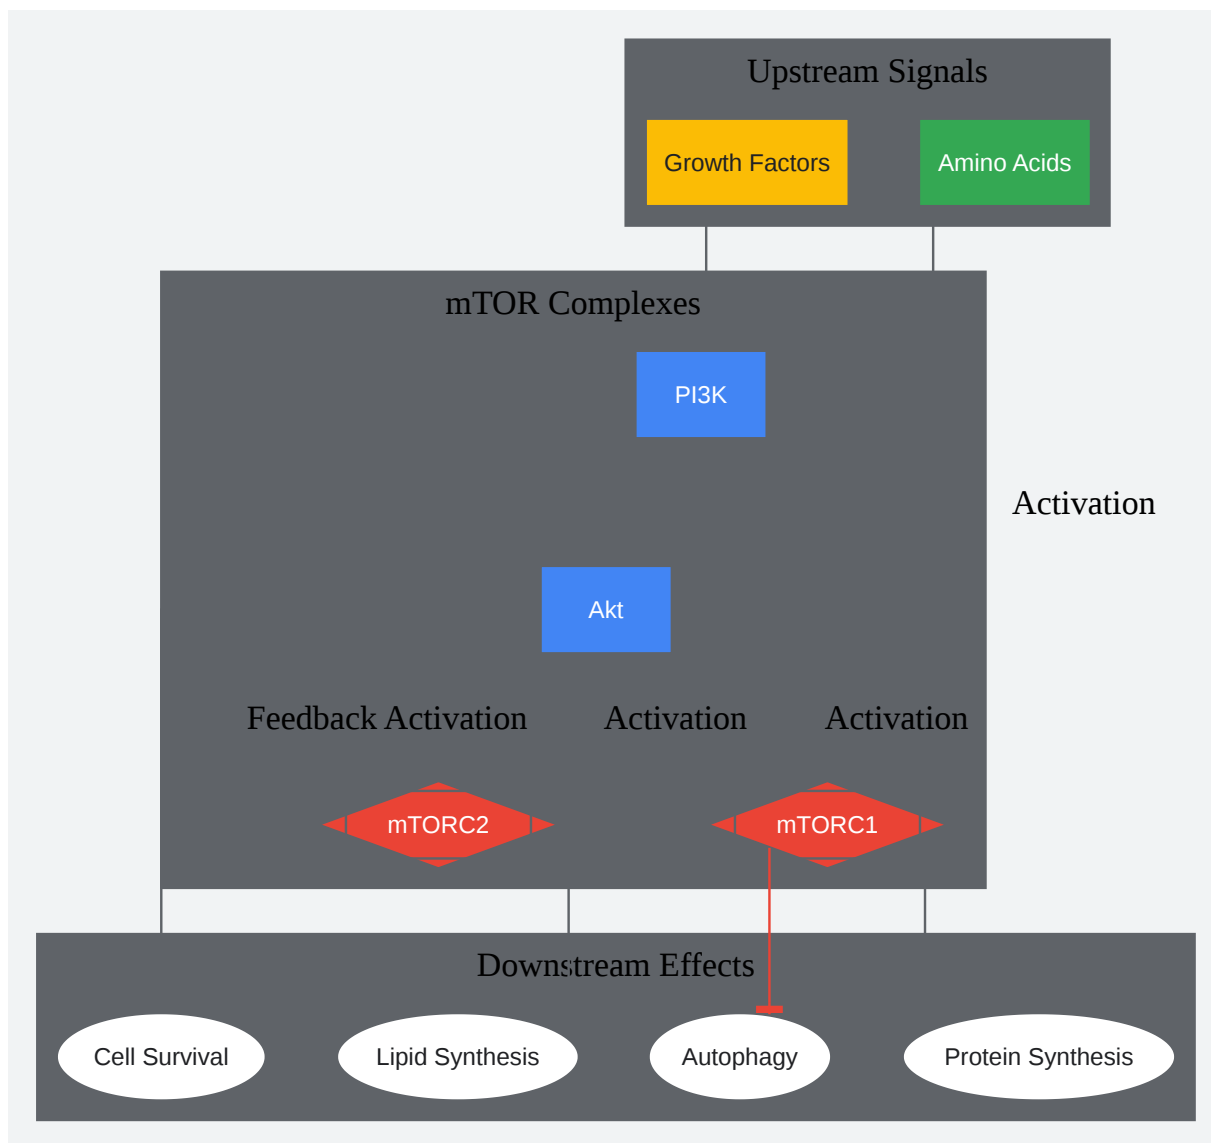 Upstream Signals
Growth Factors
Amino Acids
mTOR Complexes
PI3K
Activation
Akt
Feedback Activation
Activation
Activation
mTORC2
mTORC1
Downstream Effects
Cell Survival
Lipid Synthesis
Autophagy
Protein Synthesis